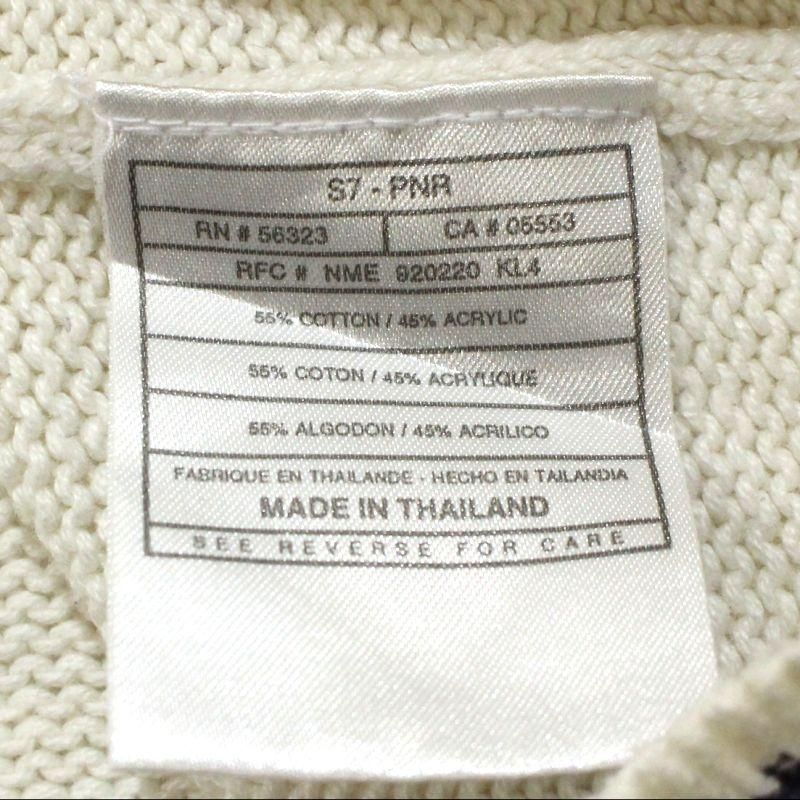 S7 - PNR
RN # 56323 CA # 05553
RFC # NME 920220 KL4
55% COTTON / 45% ACRYLIC
55% COTON / 45% ACRYLIQUE
55% ALGODON / 45% ACRILICO
FABRIQUE EN THAILANDE - HECHO EN TAILANDIA
MADE IN THAILAND
SEE REVERSE FOR CARE